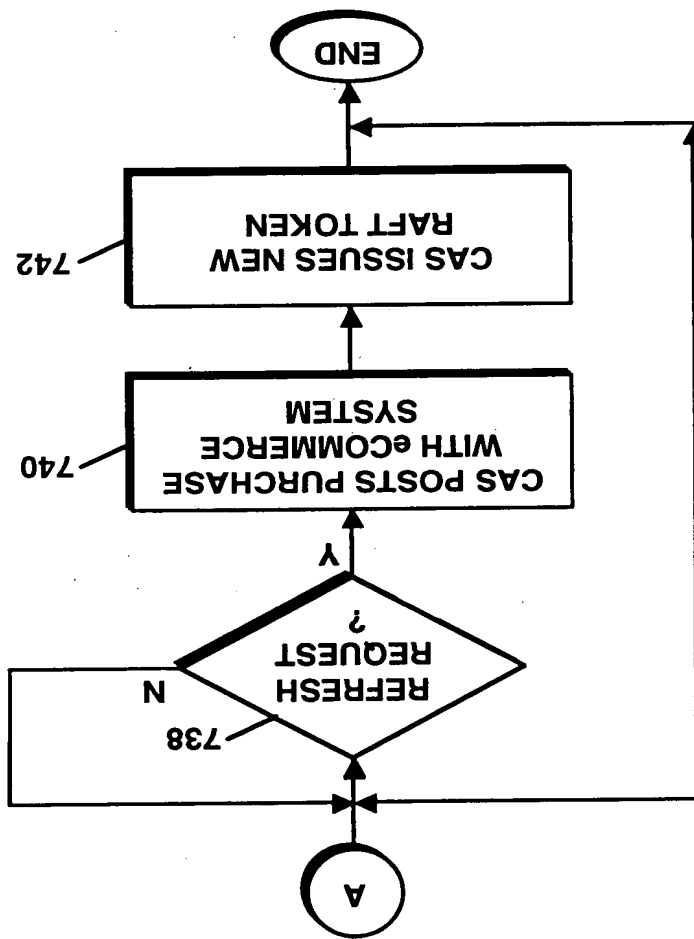 A
738
REFRESH
REQUEST
?
N
Y
CAS POSTS PURCHASE
WITH eCOMMERCE
SYSTEM
740
CAS ISSUES NEW
RAFT TOKEN
742
END